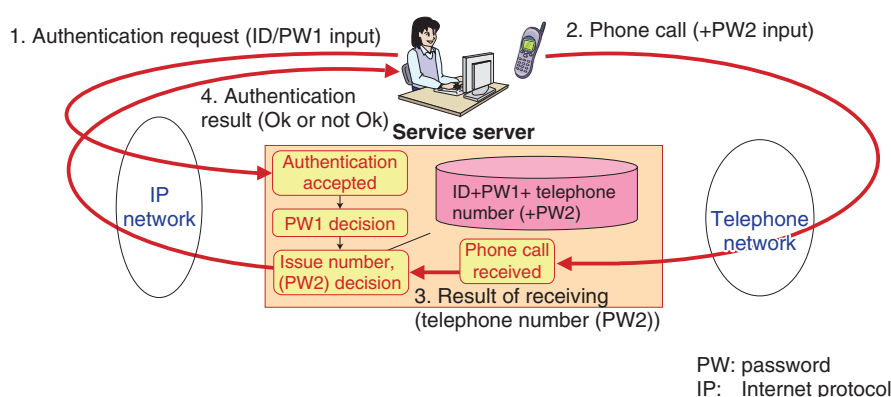 1. Authentication request (ID/PW1 input)
2. Phone call (+PW2 input)
4. Authentication
result (Ok or not Ok)
Service server
IP
network
Authentication
accepted
ID+PW1+ telephone
number (+PW2)
PW1 decision
Issue number,
(PW2) decision
Phone call
received
Telephone
network
3. Result of receiving
(telephone number (PW2))
PW: password
IP: Internet protocol